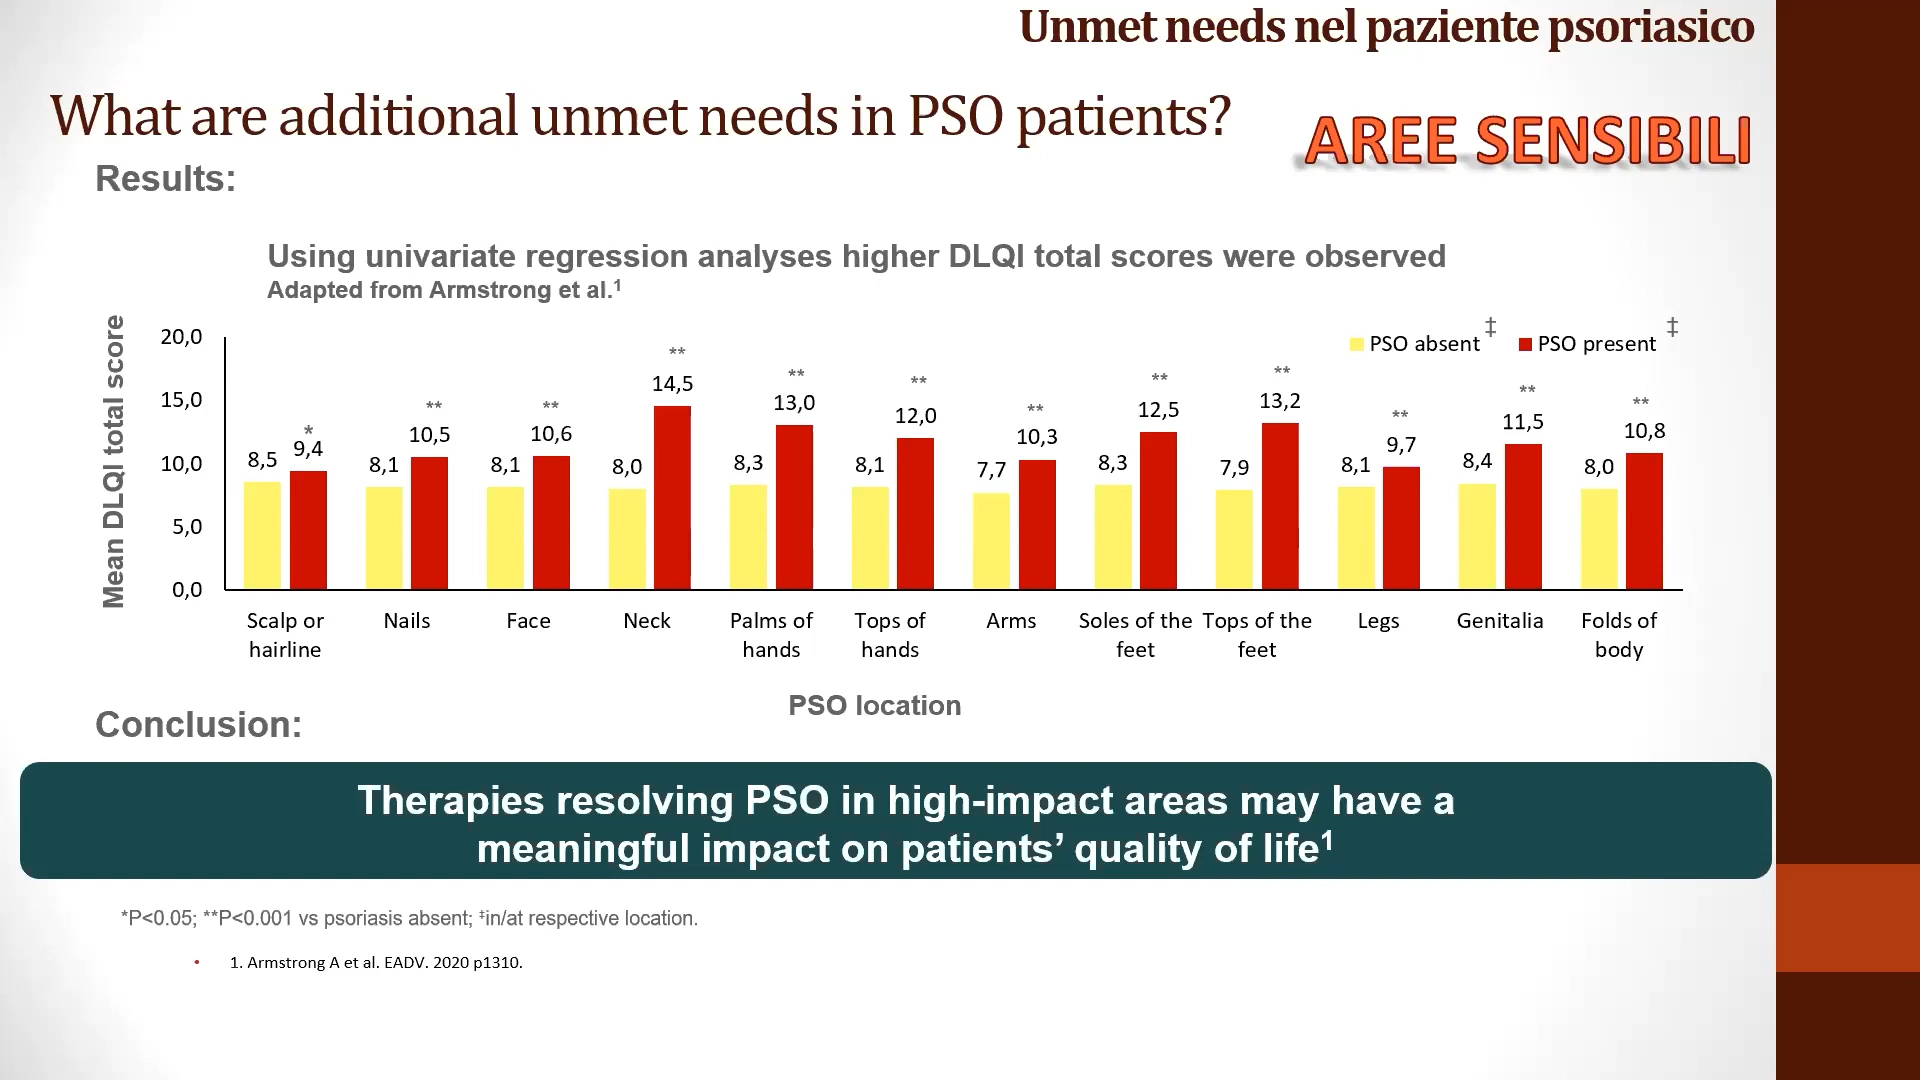 Unmet needs nel paziente psoriasico
What are additional unmet needs in PSO patients?
AREE SENSIBILI
Results:
Using univariate regression analyses higher DLQI total scores were observed
Adapted from Armstrong et al.¹
Mean DLQI total score
20,0
15,0
10,0
5,0
0,0
PSO absent ‡
PSO present ‡
8,5 9,4 *
8,1 10,5 **
8,1 10,6 **
8,0 14,5 **
8,3 13,0 **
8,1 12,0 **
7,7 10,3 **
8,3 12,5 **
7,9 13,2 **
8,1 9,7 **
8,4 11,5 **
8,0 10,8 **
Scalp or
hairline
Nails
Face
Neck
Palms of
hands
Tops of
hands
Arms
Soles of the
feet
Tops of the
feet
Legs
Genitalia
Folds of
body
PSO location
Conclusion:
Therapies resolving PSO in high-impact areas may have a
meaningful impact on patients’ quality of life¹
*P<0.05; **P<0.001 vs psoriasis absent; ‡in/at respective location.
• 1. Armstrong A et al. EADV. 2020 p1310.